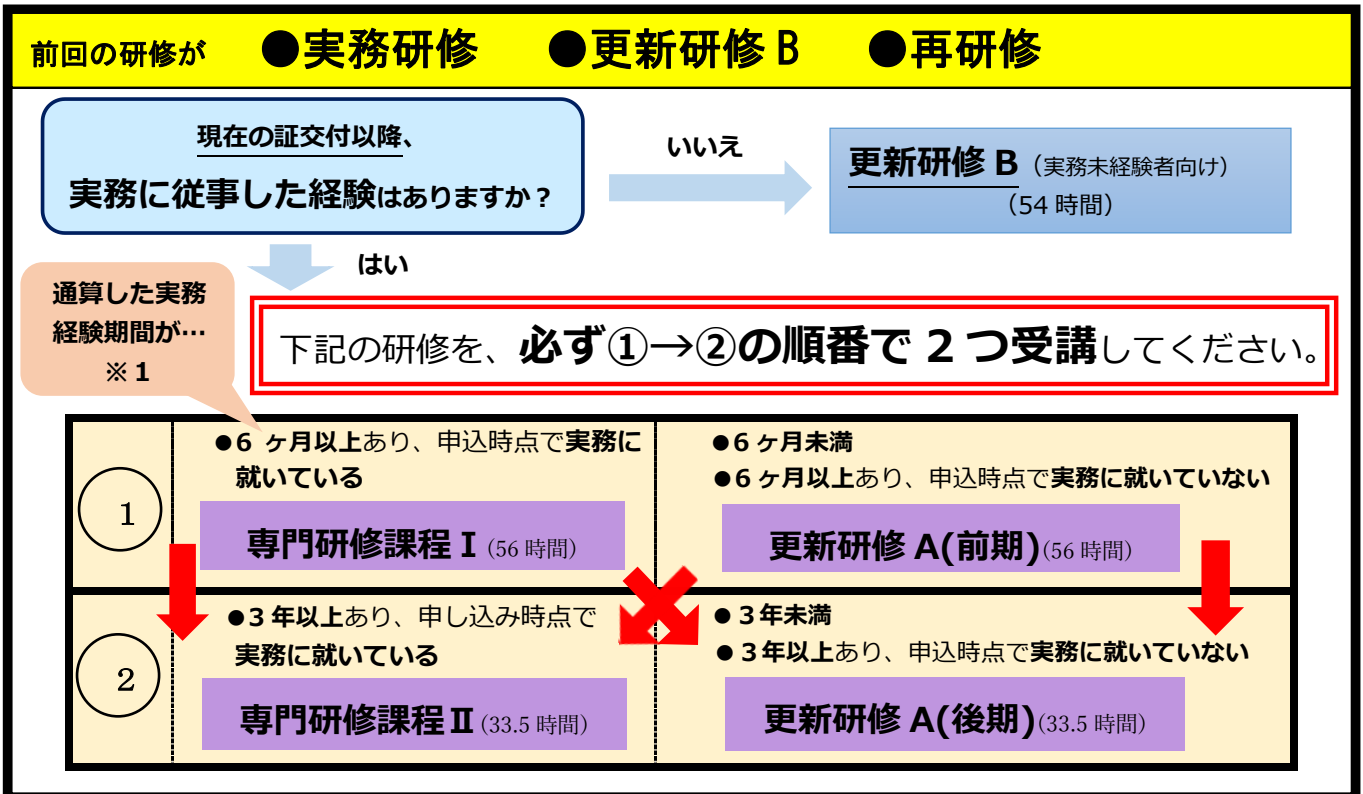 前回の研修が ●実務研修 ●更新研修 B ●再研修
現在の証交付以降、
実務に従事した経験はありますか？
いいえ
更新研修 B（実務未経験者向け）
（54 時間）
はい
通算した実務
経験期間が…
※１
下記の研修を、必ず①→②の順番で 2 つ受講してください。
1
●6 ヶ月以上あり、申込時点で実務に
就いている
専門研修課程 I（56 時間）
●6 ヶ月未満
●6 ヶ月以上あり、申込時点で実務に就いていない
更新研修 A(前期)（56 時間）
2
●3 年以上あり、申し込み時点で
実務に就いている
専門研修課程Ⅱ（33.5 時間）
● 3 年未満
● 3 年以上あり、申込時点で実務に就いていない
更新研修 A(後期)（33.5 時間）